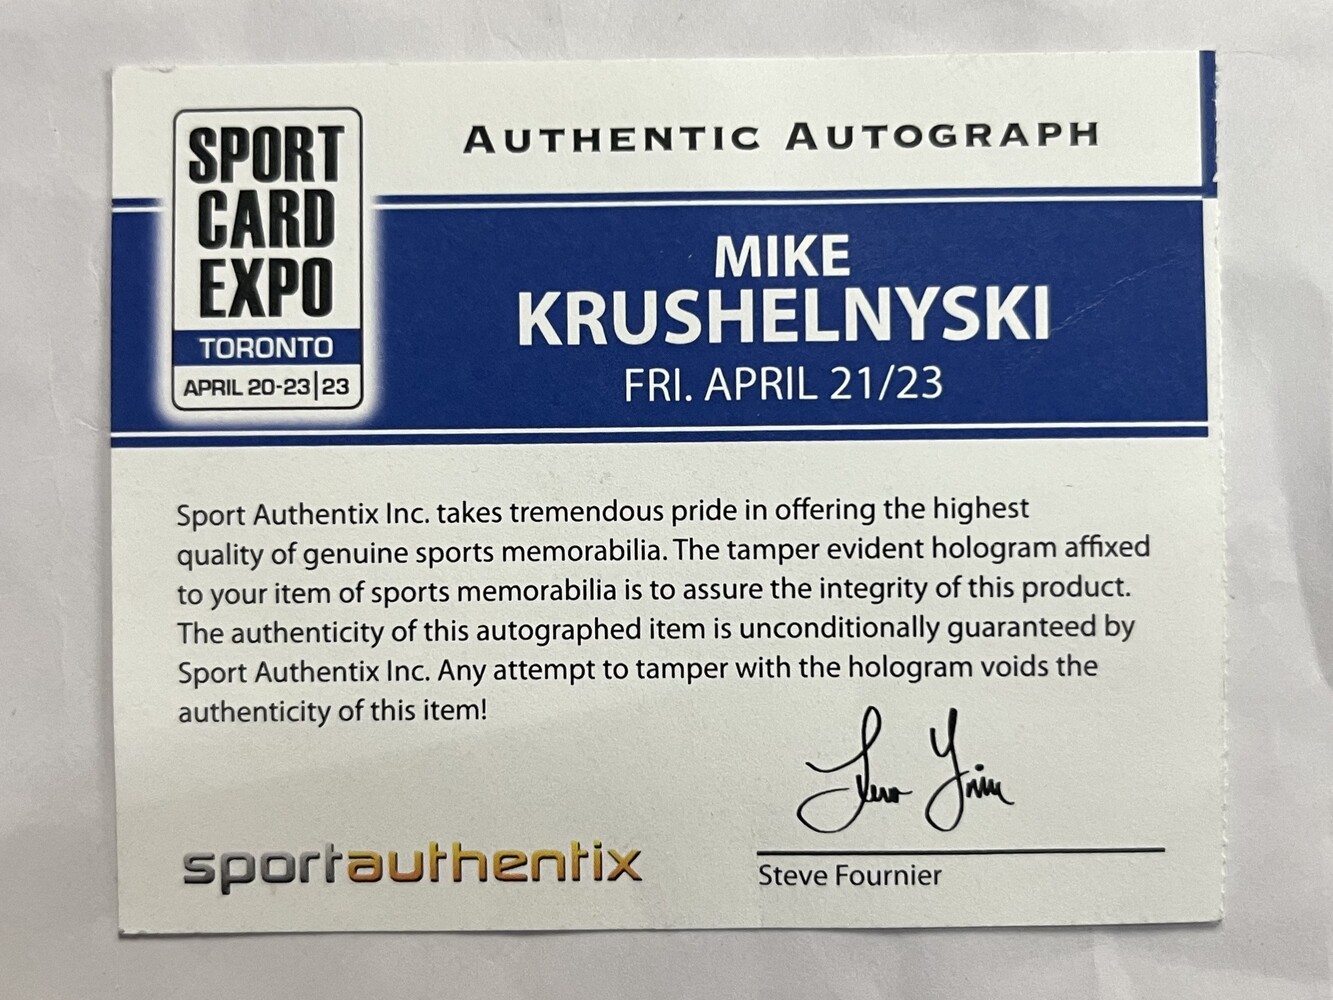 SPORT
CARD
EXPO
TORONTO
APRIL 20-23|23
AUTHENTIC AUTOGRAPH
MIKE
KRUSHELNYSKI
FRI. APRIL 21/23
Sport Authentix Inc. takes tremendous pride in offering the highest
quality of genuine sports memorabilia. The tamper evident hologram affixed
to your item of sports memorabilia is to assure the integrity of this product.
The authenticity of this autographed item is unconditionally guaranteed by
Sport Authentix Inc. Any attempt to tamper with the hologram voids the
authenticity of this item!
sportauthentix
Steve Fournier